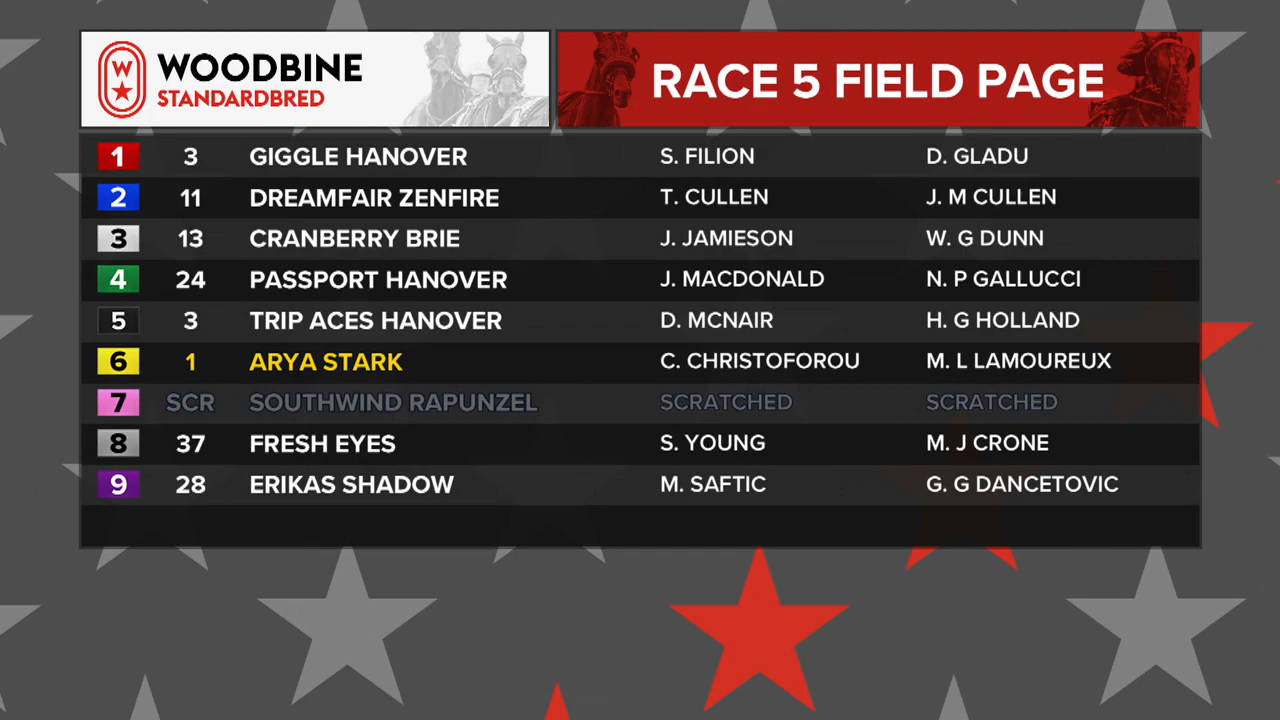 W
WOODBINE
STANDARDBRED
RACE 5 FIELD PAGE
1 3 GIGGLE HANOVER S. FILION D. GLADU
2 11 DREAMFAIR ZENFIRE T. CULLEN J. M CULLEN
3 13 CRANBERRY BRIE J. JAMIESON W. G DUNN
4 24 PASSPORT HANOVER J. MACDONALD N. P GALLUCCI
5 3 TRIP ACES HANOVER D. MCNAIR H. G HOLLAND
6 1 ARYA STARK C. CHRISTOFOROU M. L LAMOUREUX
7 SCR SOUTHWIND RAPUNZEL SCRATCHED SCRATCHED
8 37 FRESH EYES S. YOUNG M. J CRONE
9 28 ERIKAS SHADOW M. SAFTIC G. G DANCETOVIC